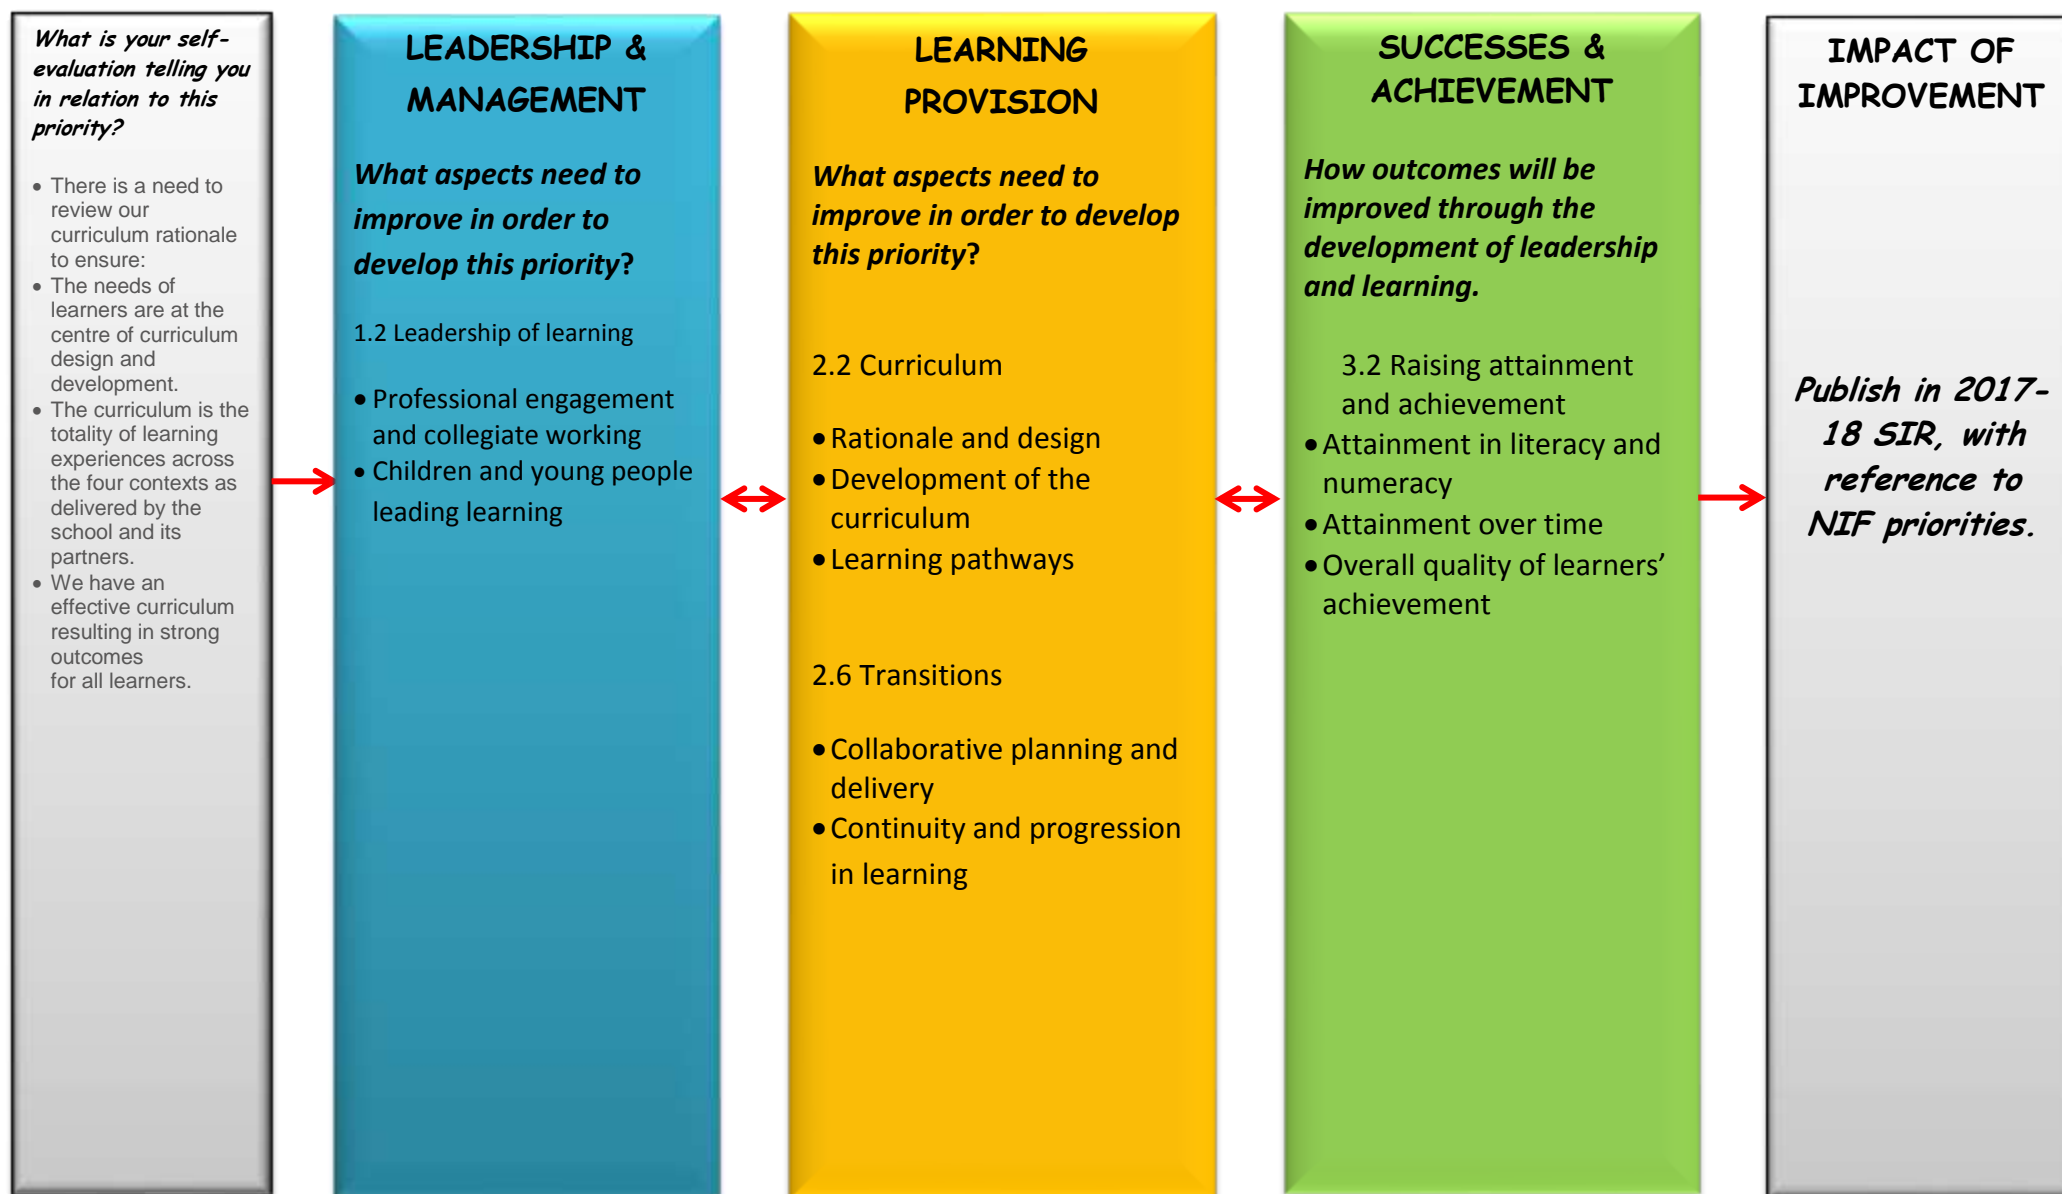 What is your self-
evaluation telling you
in relation to this
priority?
• There is a need to
review our
curriculum rationale
to ensure:
• The needs of
learners are at the
centre of curriculum
design and
development.
• The curriculum is the
totality of learning
experiences across
the four contexts as
delivered by the
school and its
partners.
• We have an
effective curriculum
resulting in strong
outcomes
for all learners.
LEADERSHIP &
MANAGEMENT
What aspects need to
improve in order to
develop this priority?
1.2 Leadership of learning
• Professional engagement
and collegiate working
• Children and young people
leading learning
LEARNING
PROVISION
What aspects need to
improve in order to develop
this priority?
2.2 Curriculum
• Rationale and design
• Development of the
curriculum
• Learning pathways
2.6 Transitions
• Collaborative planning and
delivery
• Continuity and progression
in learning
SUCCESSES &
ACHIEVEMENT
How outcomes will be
improved through the
development of leadership
and learning.
3.2 Raising attainment
and achievement
• Attainment in literacy and
numeracy
• Attainment over time
• Overall quality of learners’
achievement
IMPACT OF
IMPROVEMENT
Publish in 2017-
18 SIR, with
reference to
NIF priorities.